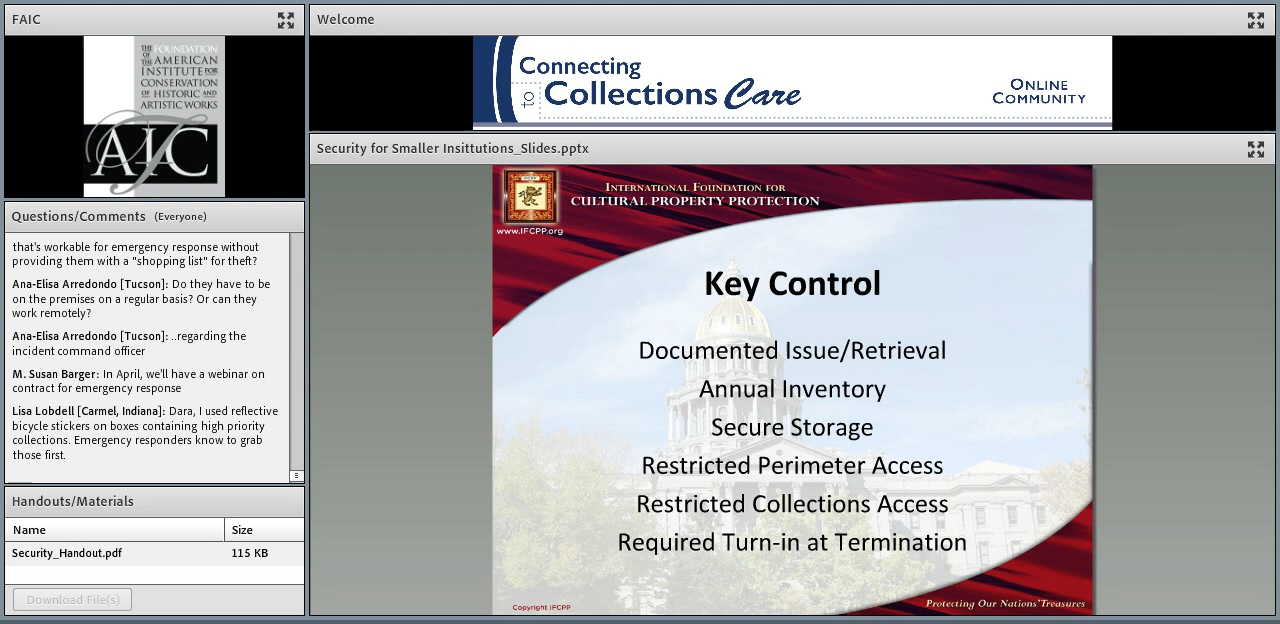 FAIC
THE FOUNDATION
OF THE AMERICAN
INSTITUTE FOR
CONSERVATION
OF HISTORIC AND
ARTISTIC WORKS
AIC
Questions/Comments (Everyone)
that's workable for emergency response without
providing them with a "shopping list" for theft?
Ana-Elisa Arredondo [Tucson]: Do they have to be
on the premises on a regular basis? Or can they
work remotely?
Ana-Elisa Arredondo [Tucson]: ..regarding the
incident command officer
M. Susan Barger: In April, we'll have a webinar on
contract for emergency response
Lisa Lobdell [Carmel, Indiana]: Dara, I used reflective
bicycle stickers on boxes containing high priority
collections. Emergency responders know to grab
those first.
Handouts/Materials
Name Size
Security_Handout.pdf 115 KB
Download File(s)
Welcome
Connecting
to Collections Care
ONLINE
COMMUNITY
Security for Smaller Insittutions_Slides.pptx
IFCPP
INTERNATIONAL FOUNDATION FOR
CULTURAL PROPERTY PROTECTION
www.IFCPP.org
Key Control
Documented Issue/Retrieval
Annual Inventory
Secure Storage
Restricted Perimeter Access
Restricted Collections Access
Required Turn-in at Termination
Copyright IFCPP
Protecting Our Nations'Treasures